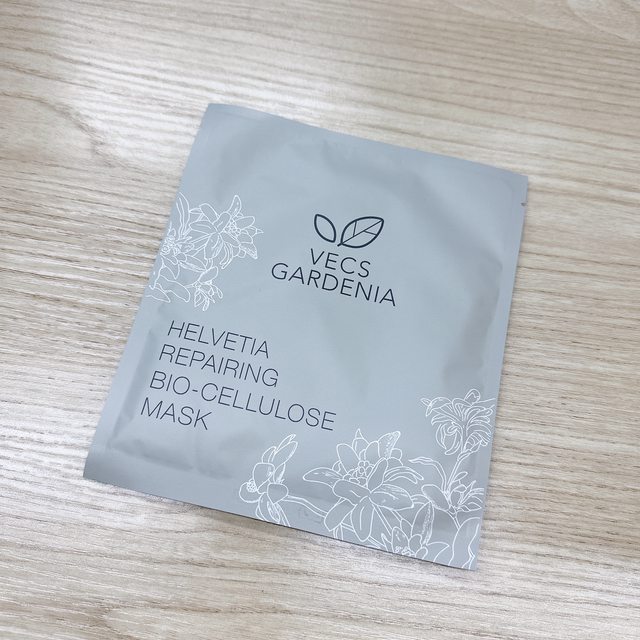 VECS
GARDENIA
HELVETIA
REPAIRING
BIO-CELLULOSE
MASK